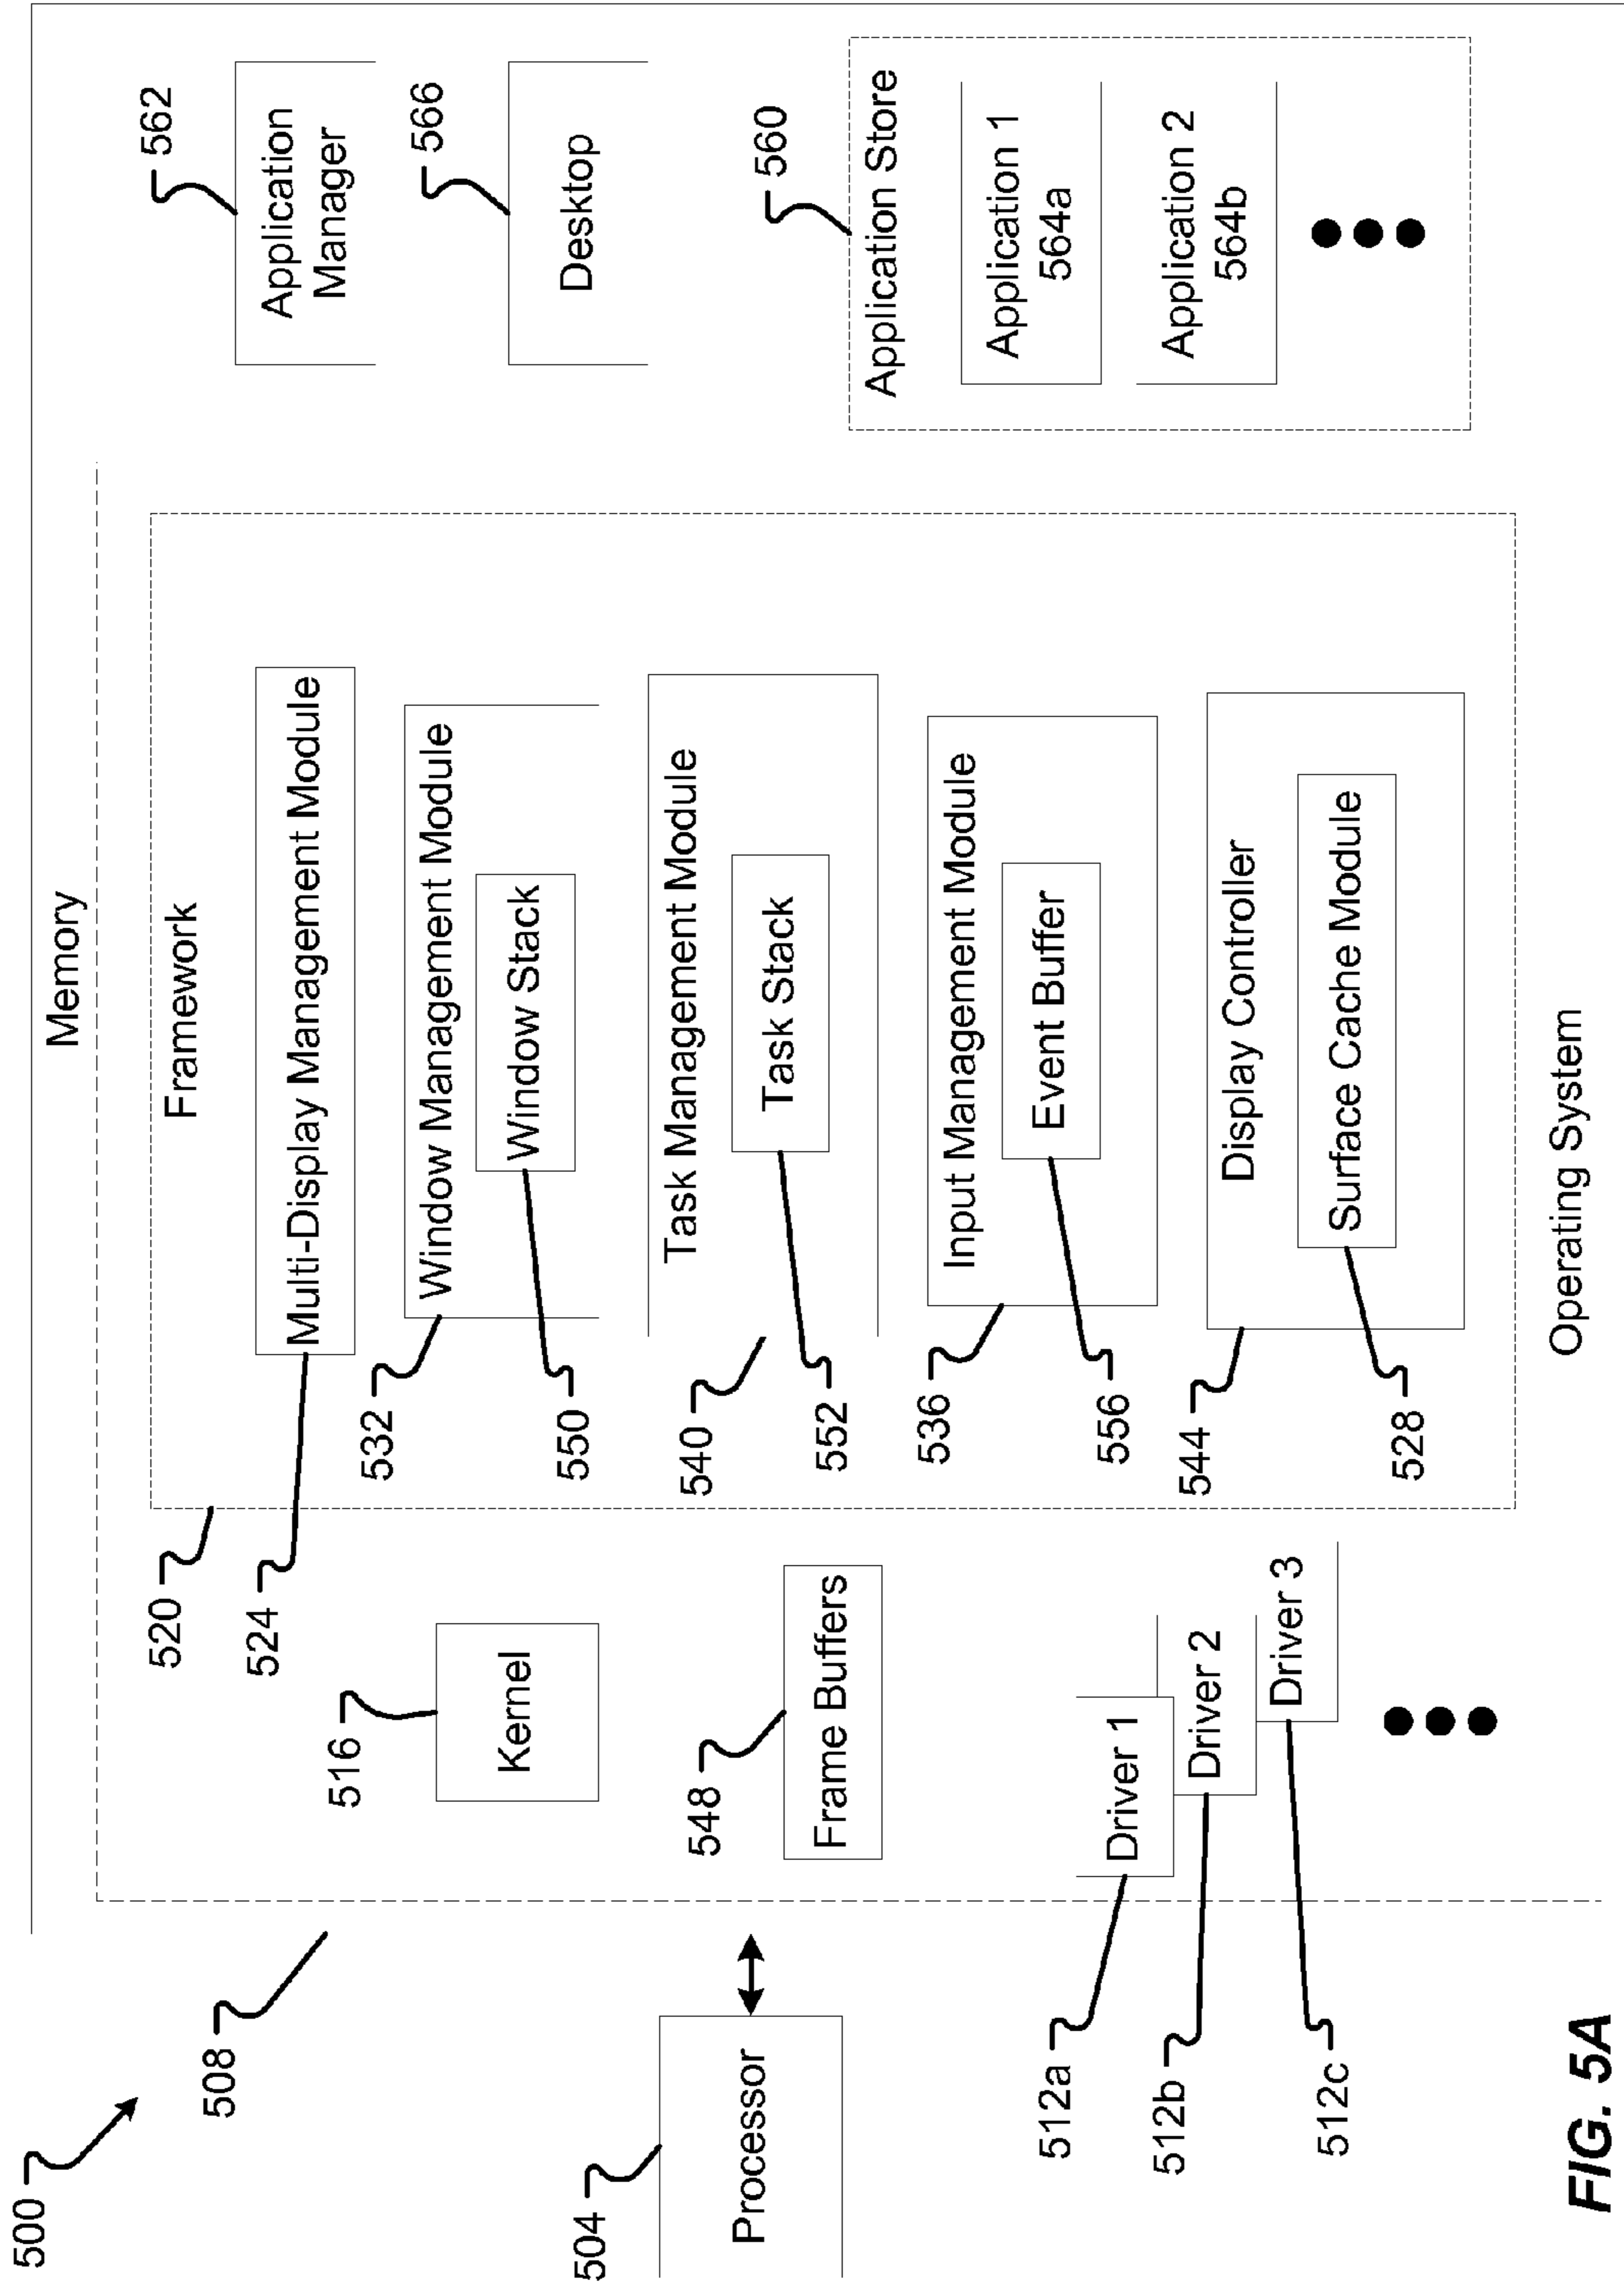 500
508
Memory
504
Processor
516
Kernel
548
Frame Buffers
512a
Driver 1
512b
Driver 2
512c
Driver 3
520
Framework
524
Multi-Display Management Module
532
Window Management Module
550
Window Stack
540
Task Management Module
552
Task Stack
536
Input Management Module
556
Event Buffer
544
Display Controller
528
Surface Cache Module
Operating System
562
Application
Manager
566
Desktop
560
Application Store
Application 1
564a
Application 2
564b
FIG. 5A